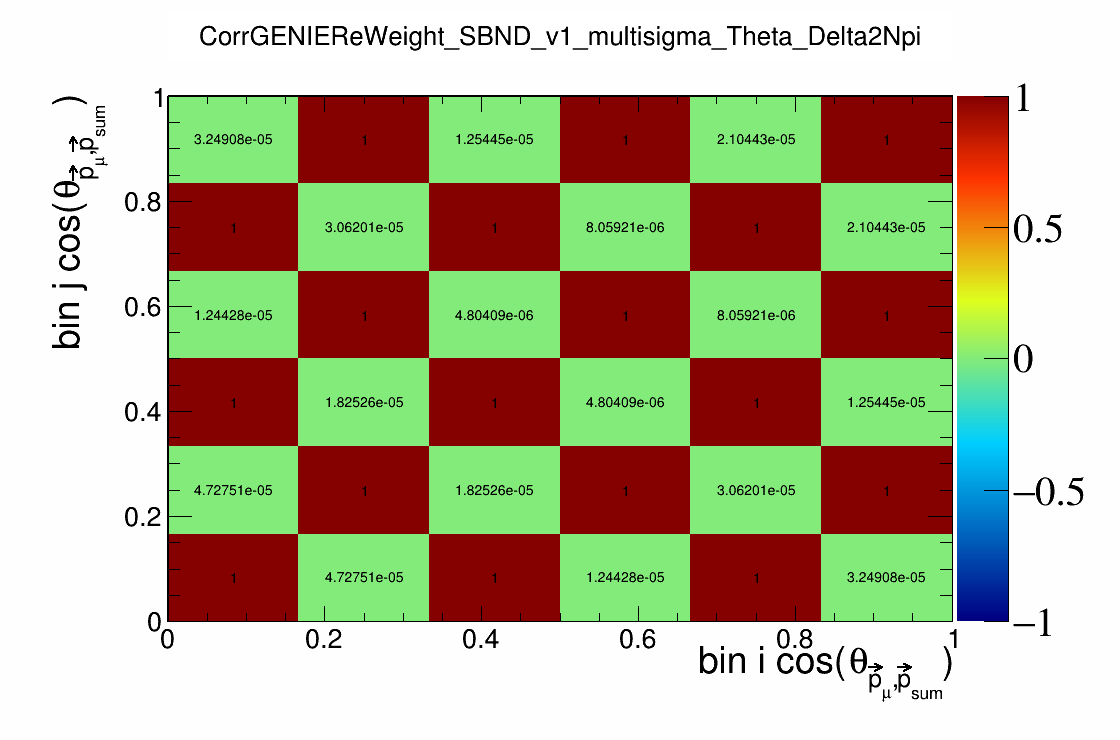 CorrGENIEReWeight_SBND_v1_multisigma_Theta_Delta2Npi
bin j cos(θ p⃗μ,p⃗sum)
1
0.8
0.6
0.4
0.2
0
3.24908e-05 1 1.25445e-05 1 2.10443e-05 1
1 3.06201e-05 1 8.05921e-06 1 2.10443e-05
1.24428e-05 1 4.80409e-06 1 8.05921e-06 1
1 1.82526e-05 1 4.80409e-06 1 1.25445e-05
4.72751e-05 1 1.82526e-05 1 3.06201e-05 1
1 4.72751e-05 1 1.24428e-05 1 3.24908e-05
0 0.2 0.4 0.6 0.8 1
bin i cos(θ p⃗μ,p⃗sum)
1
0.5
0
−0.5
−1